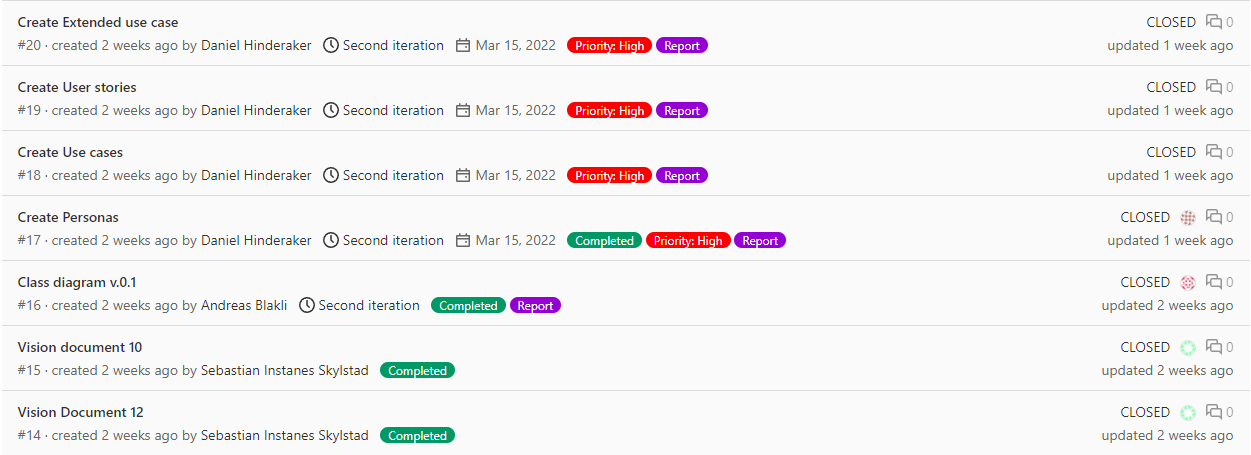 Create Extended use case CLOSED 0
#20 · created 2 weeks ago by Daniel Hinderaker Second iteration Mar 15, 2022 Priority: High Report updated 1 week ago
Create User stories CLOSED 0
#19 · created 2 weeks ago by Daniel Hinderaker Second iteration Mar 15, 2022 Priority: High Report updated 1 week ago
Create Use cases CLOSED 0
#18 · created 2 weeks ago by Daniel Hinderaker Second iteration Mar 15, 2022 Priority: High Report updated 1 week ago
Create Personas CLOSED 0
#17 · created 2 weeks ago by Daniel Hinderaker Second iteration Mar 15, 2022 Completed Priority: High Report updated 1 week ago
Class diagram v.0.1 CLOSED 0
#16 · created 2 weeks ago by Andreas Blakli Second iteration Completed Report updated 2 weeks ago
Vision document 10 CLOSED 0
#15 · created 2 weeks ago by Sebastian Instanes Skylstad Completed updated 2 weeks ago
Vision Document 12 CLOSED 0
#14 · created 2 weeks ago by Sebastian Instanes Skylstad Completed updated 2 weeks ago